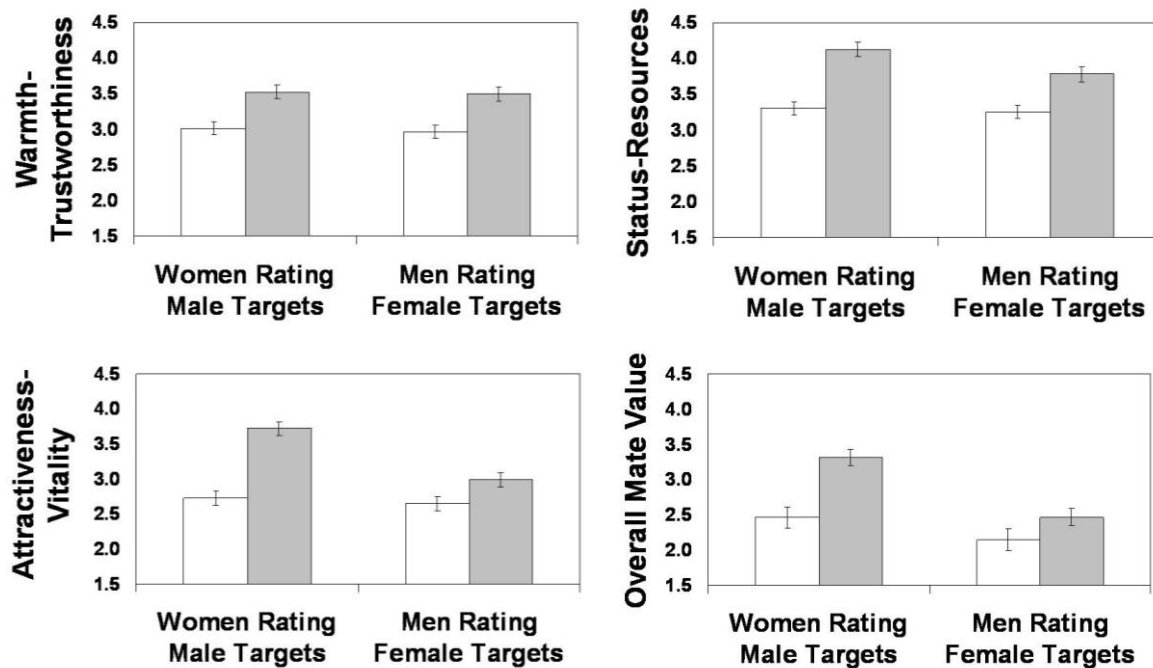 Warmth-
Trustworthiness
4.5
4.0
3.5
3.0
2.5
2.0
1.5
Women Rating
Male Targets
Men Rating
Female Targets
Status-Resources
4.5
4.0
3.5
3.0
2.5
2.0
1.5
Women Rating
Male Targets
Men Rating
Female Targets
Attractiveness-
Vitality
4.5
4.0
3.5
3.0
2.5
2.0
1.5
Women Rating
Male Targets
Men Rating
Female Targets
Overall Mate Value
4.5
4.0
3.5
3.0
2.5
2.0
1.5
Women Rating
Male Targets
Men Rating
Female Targets